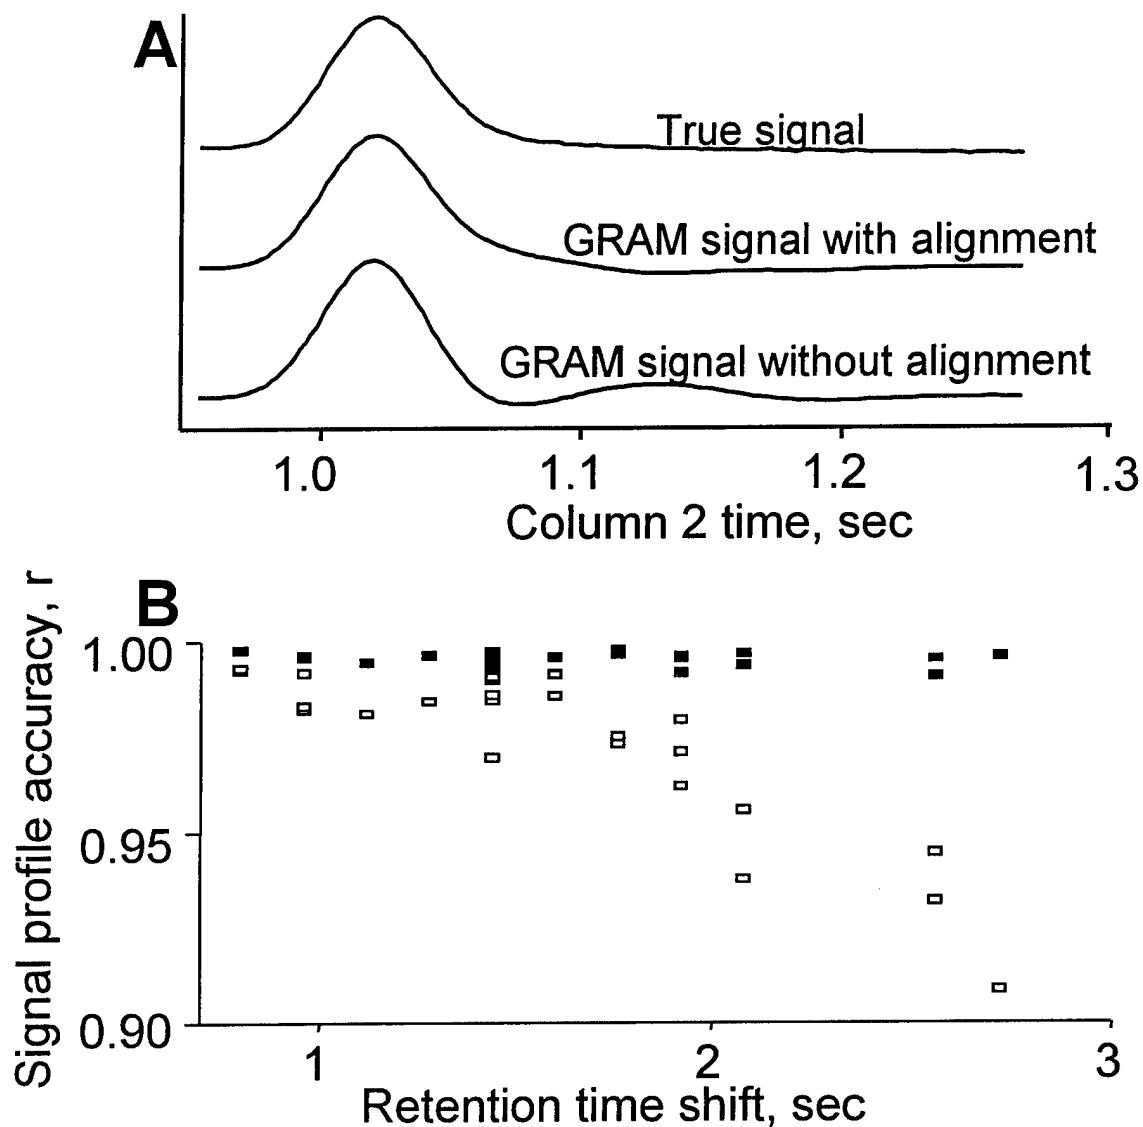 A
True signal
GRAM signal with alignment
GRAM signal without alignment
1.0 1.1 1.2 1.3
Column 2 time, sec
B
Signal profile accuracy, r
1.00
0.95
0.90
1 2 3
Retention time shift, sec